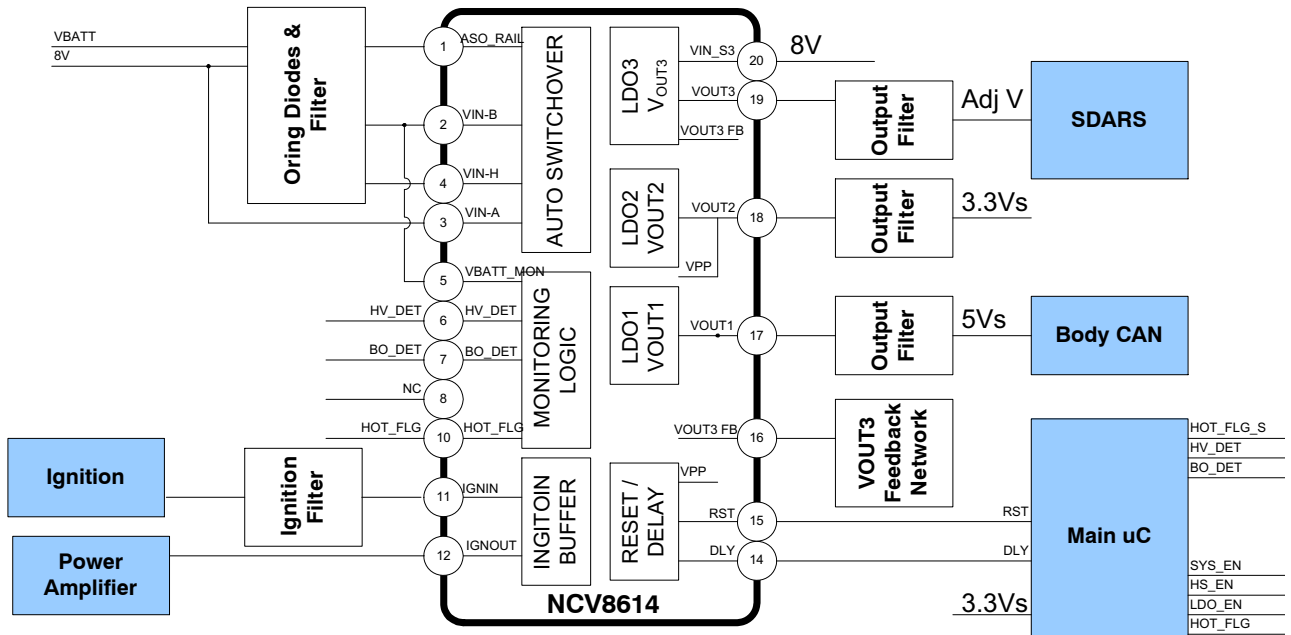 VBATT
8V
Oring Diodes &
Filter
1
ASO_RAIL
2
VIN-B
4
VIN-H
3
VIN-A
5
VBATT_MON
HV_DET
6
HV_DET
BO_DET
7
BO_DET
NC
8
HOT_FLG
10
HOT_FLG
Ignition
Ignition
Filter
11
IGNIN
Power
Amplifier
12
IGNOUT
AUTO SWITCHOVER
MONITORING
LOGIC
INGITOIN
BUFFER
LDO3
VOUT3
VIN_S3
20
8V
VOUT3
19
VOUT3 FB
Output
Filter
Adj V
SDARS
LDO2
VOUT2
VOUT2
18
VPP
Output
Filter
3.3Vs
LDO1
VOUT1
VOUT1
17
Output
Filter
5Vs
Body CAN
VOUT3 FB
16
VOUT3
Feedback
Network
RESET /
DELAY
VPP
RST
15
RST
DLY
14
DLY
NCV8614
3.3Vs
Main uC
HOT_FLG_S
HV_DET
BO_DET
SYS_EN
HS_EN
LDO_EN
HOT_FLG